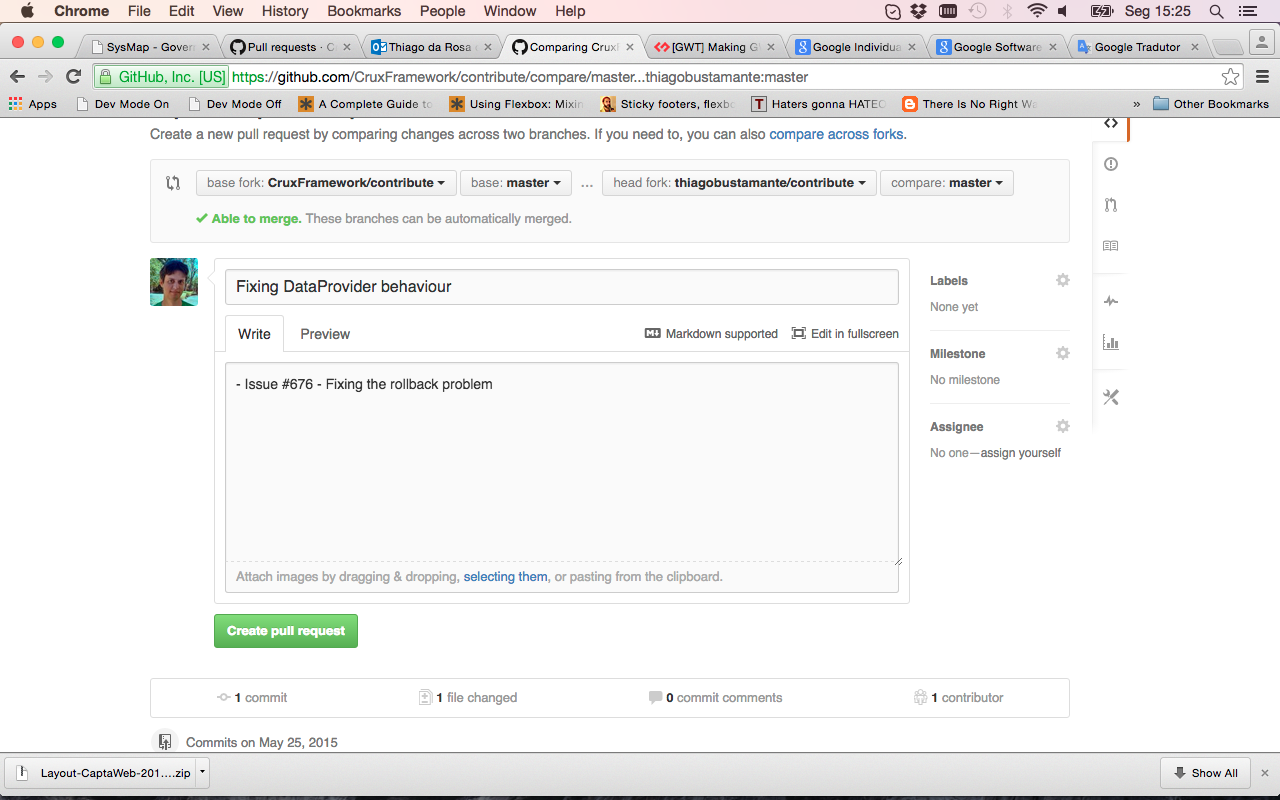 Chrome File Edit View History Bookmarks People Window Help Seg 15:25
SysMap - Govern Pull requests · C Thiago da Rosa Comparing Crux [GWT] Making G Google Individua Google Software Google Tradutor
GitHub, Inc. [US] https://github.com/CruxFramework/contribute/compare/master...thiagobustamante:master
Apps Dev Mode On Dev Mode Off A Complete Guide to Using Flexbox: Mixin Sticky footers, flexbo Haters gonna HATEO There Is No Right Wa » Other Bookmarks
Create a new pull request by comparing changes across two branches. If you need to, you can also compare across forks.
base fork: CruxFramework/contribute base: master ... head fork: thiagobustamante/contribute compare: master
Able to merge. These branches can be automatically merged.
Fixing DataProvider behaviour
Write Preview Markdown supported Edit in fullscreen
- Issue #676 - Fixing the rollback problem
Attach images by dragging & dropping, selecting them, or pasting from the clipboard.
Labels
None yet
Milestone
No milestone
Assignee
No one—assign yourself
Create pull request
1 commit 1 file changed 0 commit comments 1 contributor
Commits on May 25, 2015
Layout-CaptaWeb-201....zip Show All